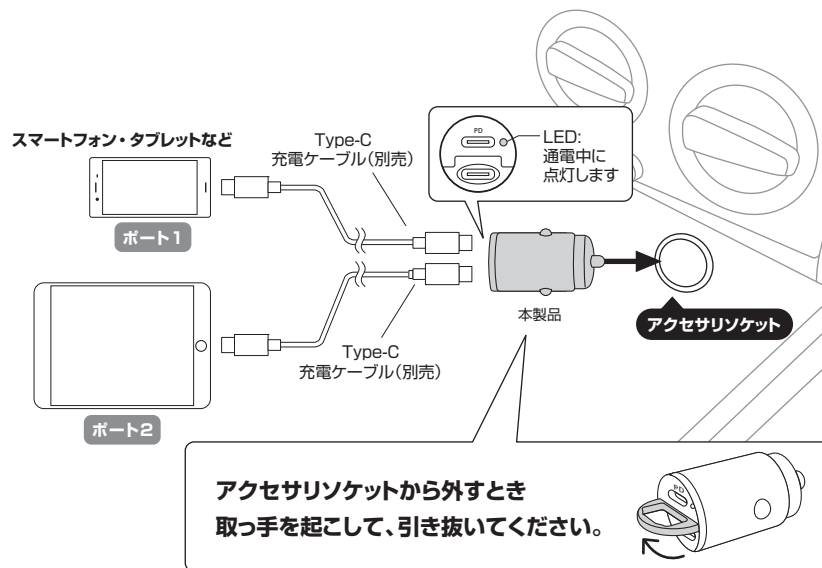 スマートフォン・タブレットなど
Type-C
充電ケーブル(別売)
PD
LED:
通電中に
点灯します
ポート1
本製品
アクセサリソケット
Type-C
充電ケーブル(別売)
ポート2
アクセサリソケットから外すとき
取っ手を起こして、引き抜いてください。
PD